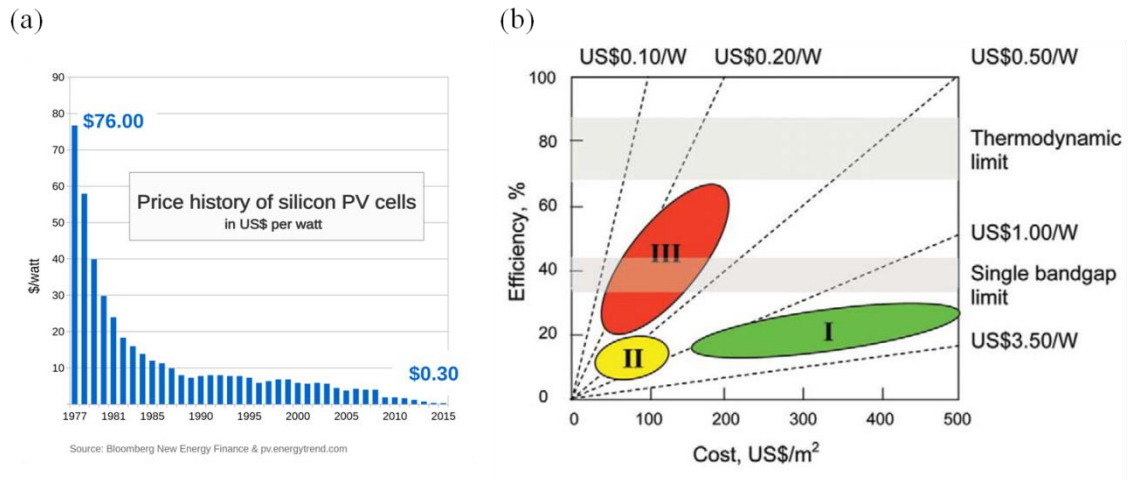 (a)
90
80
70
60
50
40
30
20
10
$/watt
$76.00
Price history of silicon PV cells
in US$ per watt
$0.30
1977 1981 1985 1990 1995 2000 2005 2010 2015
Source: Bloomberg New Energy Finance & pv.energytrend.com
(b)
US$0.10/W US$0.20/W US$0.50/W
100
80
60
40
20
0
Efficiency, %
Thermodynamic
limit
US$1.00/W
Single bandgap
limit
US$3.50/W
III
II
I
0 100 200 300 400 500
Cost, US$/m²